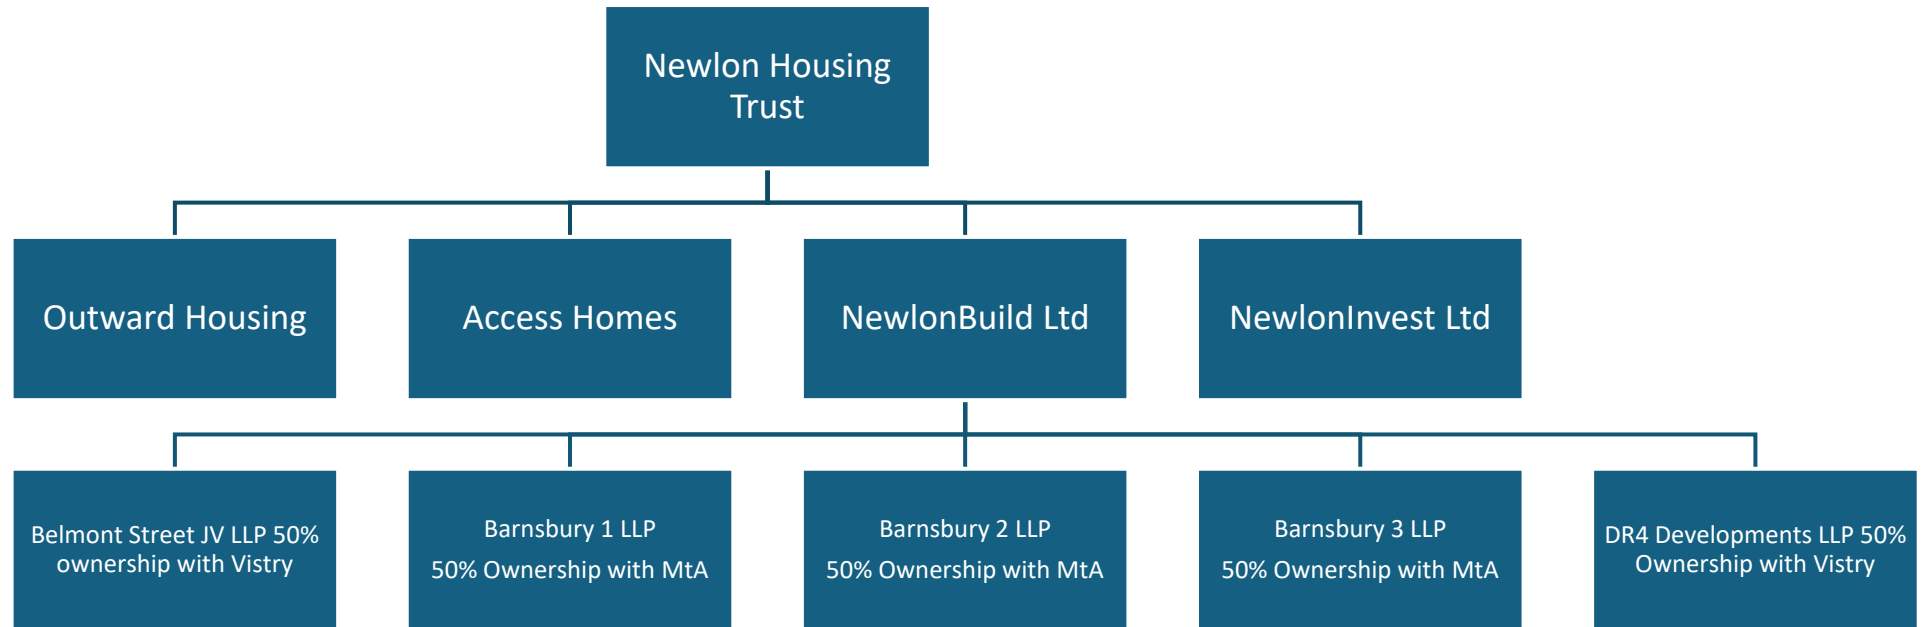 Newlon Housing
Trust
Outward Housing
Access Homes
NewlonBuild Ltd
NewlonInvest Ltd
Belmont Street JV LLP 50%
ownership with Vistry
Barnsbury 1 LLP
50% Ownership with MtA
Barnsbury 2 LLP
50% Ownership with MtA
Barnsbury 3 LLP
50% Ownership with MtA
DR4 Developments LLP 50%
Ownership with Vistry